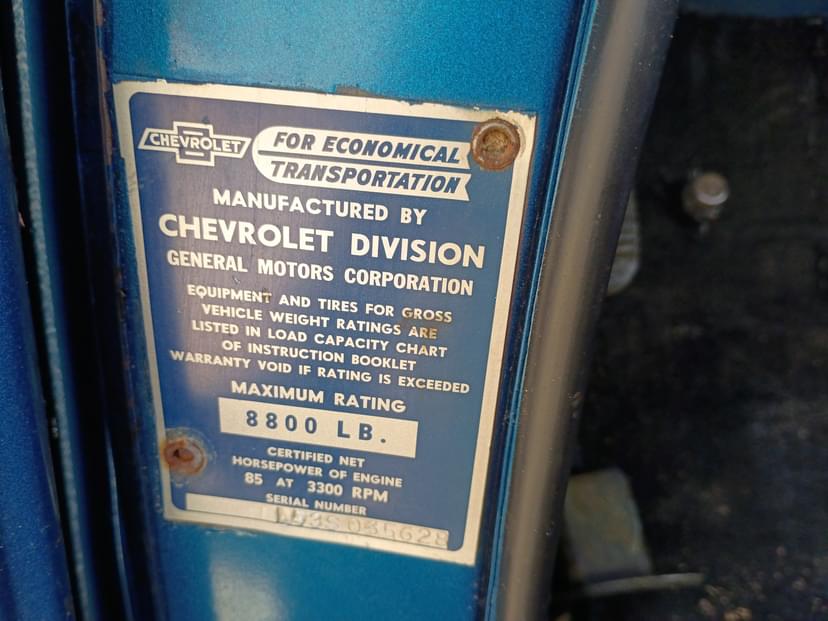 CHEVROLET
FOR ECONOMICAL
TRANSPORTATION
MANUFACTURED BY
CHEVROLET DIVISION
GENERAL MOTORS CORPORATION
EQUIPMENT AND TIRES FOR GROSS
VEHICLE WEIGHT RATINGS ARE
LISTED IN LOAD CAPACITY CHART
OF INSTRUCTION BOOKLET
WARRANTY VOID IF RATING IS EXCEEDED
MAXIMUM RATING
8800 LB.
CERTIFIED NET
HORSEPOWER OF ENGINE
85 AT 3300 RPM
SERIAL NUMBER